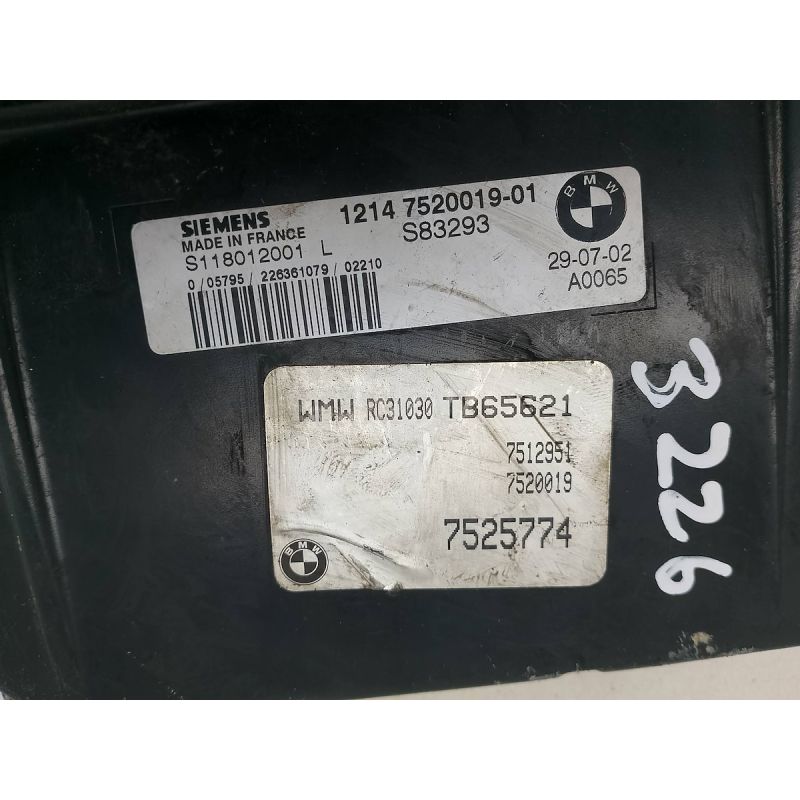 SIEMENS
MADE IN FRANCE
S118012001 L
0 / 05795 / 226361079 / 02210
1214 7520019-01
S83293
BMW
29-07-02
A0065
WMW RC31030 TB65621
7512951
7520019
7525774
BMW
3226